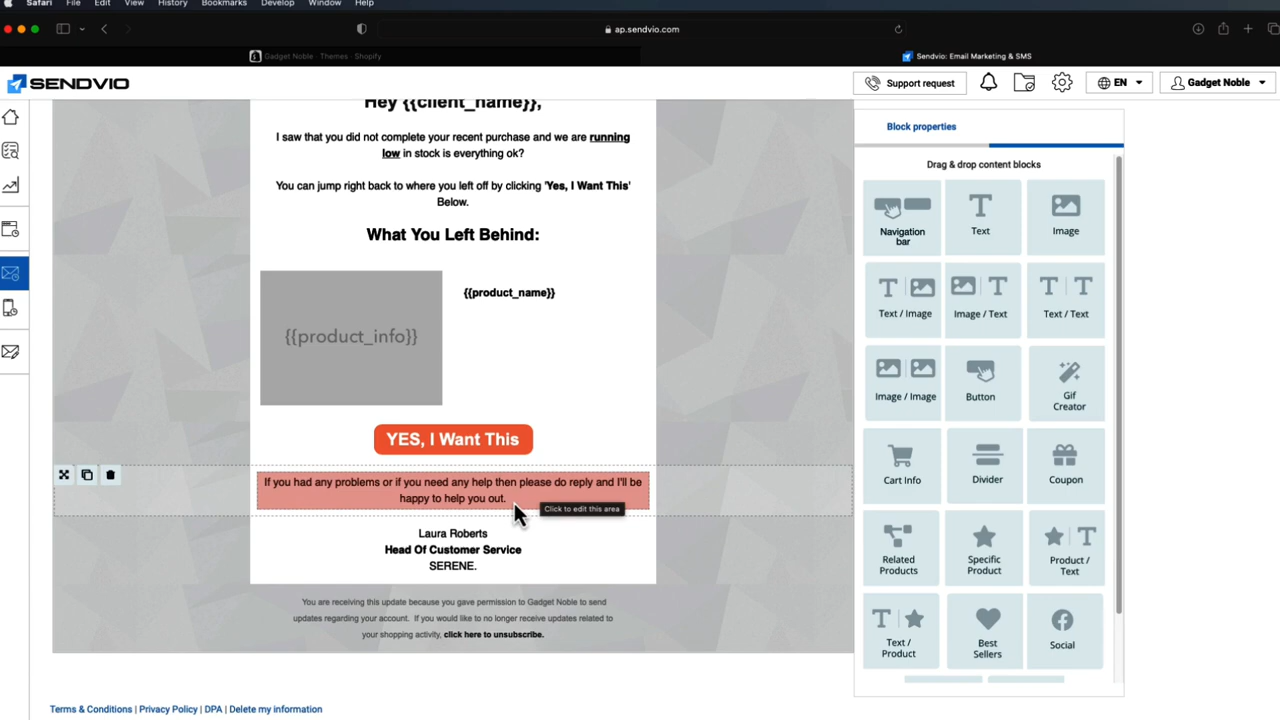 Safari File Edit View History Bookmarks Develop Window Help
ap.sendvio.com
Gadget Noble · Themes · Shopify
Sendvio: Email Marketing & SMS
SENDVIO
Support request
EN
Gadget Noble
Hey {{client_name}},
I saw that you did not complete your recent purchase and we are running
low in stock is everything ok?
You can jump right back to where you left off by clicking 'Yes, I Want This'
Below.
What You Left Behind:
{{product_info}}
{{product_name}}
YES, I Want This
If you had any problems or if you need any help then please do reply and I'll be
happy to help you out.
Click to edit this area
Laura Roberts
Head Of Customer Service
SERENE.
You are receiving this update because you gave permission to Gadget Noble to send
updates regarding your account. If you would like to no longer receive updates related to
your shopping activity, click here to unsubscribe.
Block properties
Drag & drop content blocks
Navigation
bar
Text
Image
Text / Image
Image / Text
Text / Text
Image / Image
Button
Gif
Creator
Cart Info
Divider
Coupon
Related
Products
Specific
Product
Product /
Text
Text /
Product
Best
Sellers
Social
Terms & Conditions | Privacy Policy | DPA | Delete my information